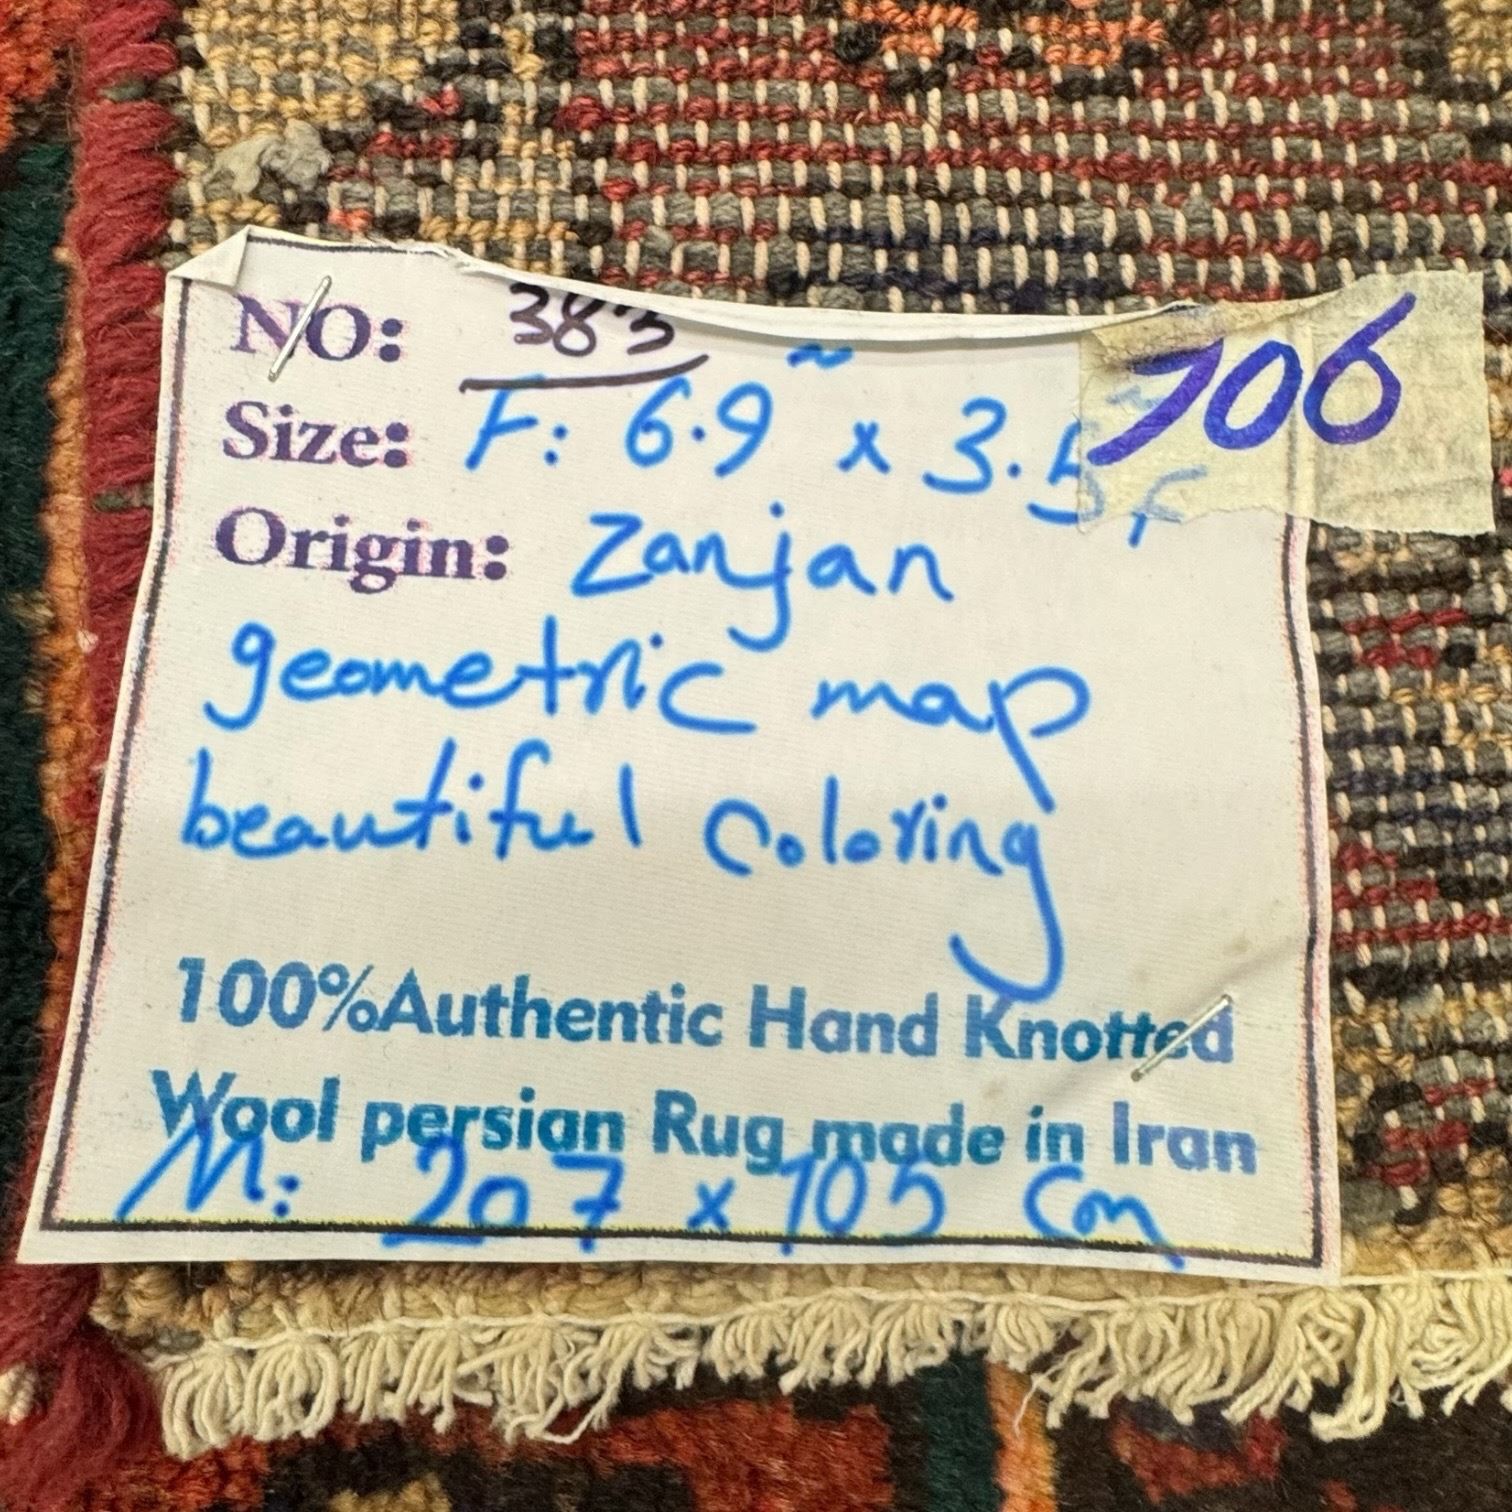 NO: 383
706
Size: F: 6.9 x 3.5 F
Origin: Zanjan
geometric map
beautiful coloring
100%Authentic Hand Knotted
Wool persian Rug made in Iran
M: 207 x 105 cm